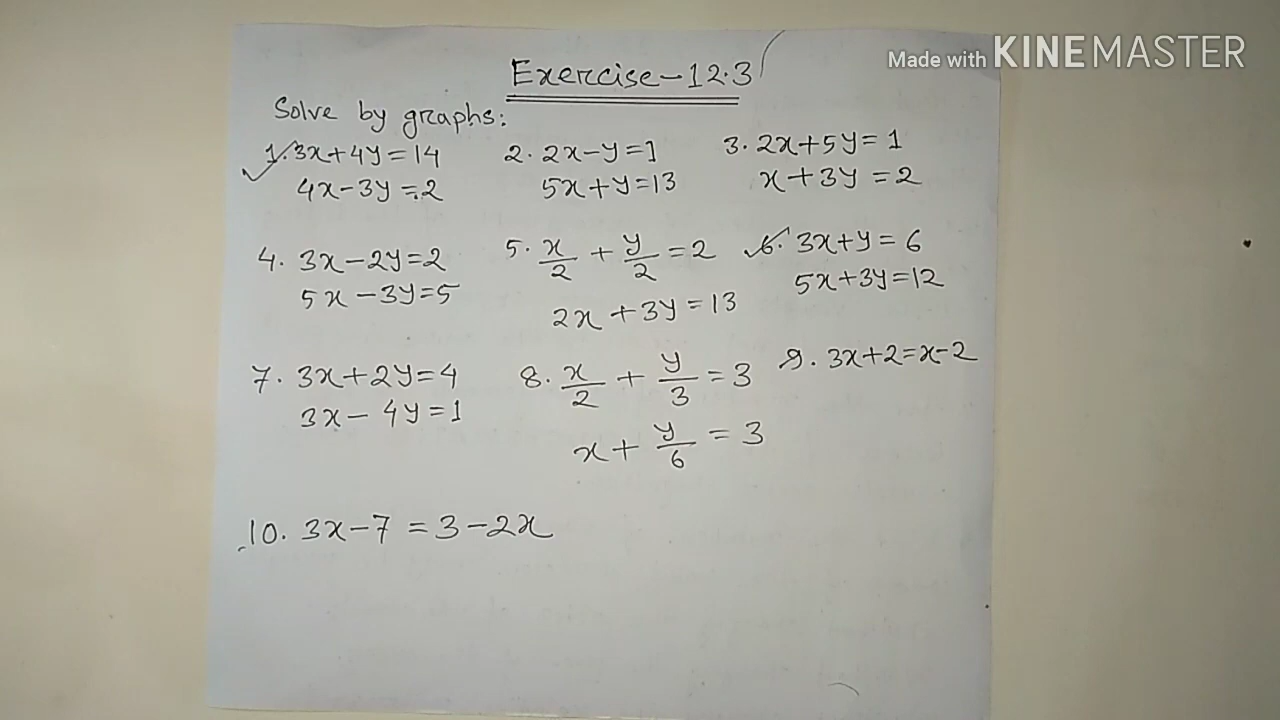 Made with KINEMASTER
Exercise-12.3
Solve by graphs:
1. 3x+4y=14
4x-3y=2
2. 2x-y=1
5x+y=13
3. 2x+5y=1
x+3y=2
4. 3x-2y=2
5x-3y=5
5. x/2 + y/2 = 2
2x+3y=13
6. 3x+y=6
5x+3y=12
7. 3x+2y=4
3x-4y=1
8. x/2 + y/3 = 3
x + y/6 = 3
9. 3x+2=x-2
10. 3x-7=3-2x